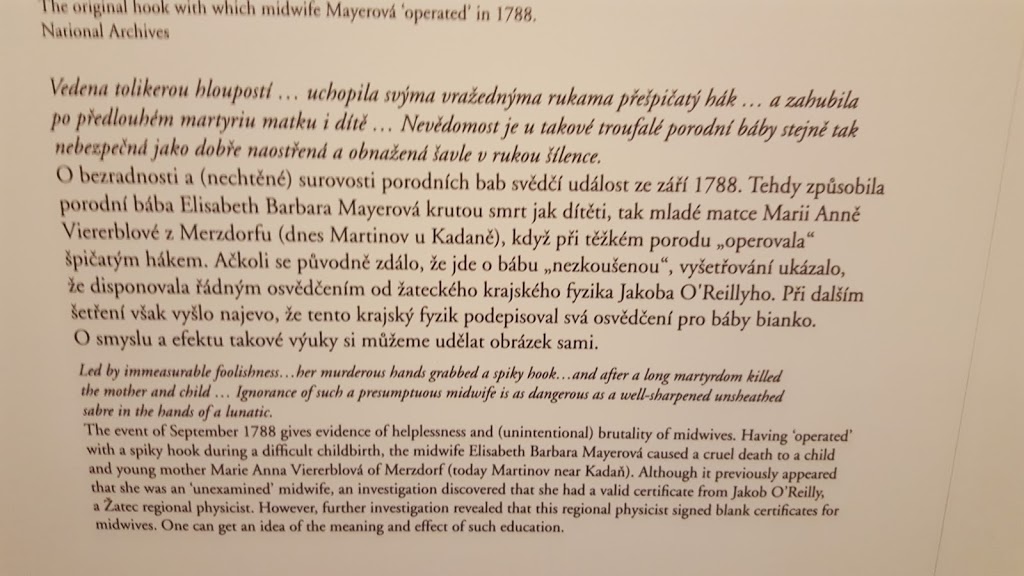 The original hook with which midwife Mayerová ‘operated’ in 1788.
National Archives
Vedena tolikerou hloupostí … uchopila svýma vražednýma rukama přešpičatý hák … a zahubila
po předlouhém martyriu matku i dítě … Nevědomost je u takové troufalé porodní báby stejně tak
nebezpečná jako dobře naostřená a obnažená šavle v rukou šílence.
O bezradnosti a (nechtěné) surovosti porodních bab svědčí událost ze září 1788. Tehdy způsobila
porodní bába Elisabeth Barbara Mayerová krutou smrt jak dítěti, tak mladé matce Marii Anně
Viererblové z Merzdorfu (dnes Martinov u Kadaně), když při těžkém porodu „operovala“
špičatým hákem. Ačkoli se původně zdálo, že jde o bábu „nezkoušenou“, vyšetřování ukázalo,
že disponovala řádným osvědčením od žateckého krajského fyzika Jakoba O'Reillyho. Při dalším
šetření však vyšlo najevo, že tento krajský fyzik podepisoval svá osvědčení pro báby bianko.
O smyslu a efektu takové výuky si můžeme udělat obrázek sami.
Led by immeasurable foolishness…her murderous hands grabbed a spiky hook…and after a long martyrdom killed
the mother and child … Ignorance of such a presumptuous midwife is as dangerous as a well-sharpened unsheathed
sabre in the hands of a lunatic.
The event of September 1788 gives evidence of helplessness and (unintentional) brutality of midwives. Having ‘operated’
with a spiky hook during a difficult childbirth, the midwife Elisabeth Barbara Mayerová caused a cruel death to a child
and young mother Marie Anna Viererblová of Merzdorf (today Martinov near Kadaň). Although it previously appeared
that she was an ‘unexamined’ midwife, an investigation discovered that she had a valid certificate from Jakob O'Reilly,
a Žatec regional physicist. However, further investigation revealed that this regional physicist signed blank certificates for
midwives. One can get an idea of the meaning and effect of such education.